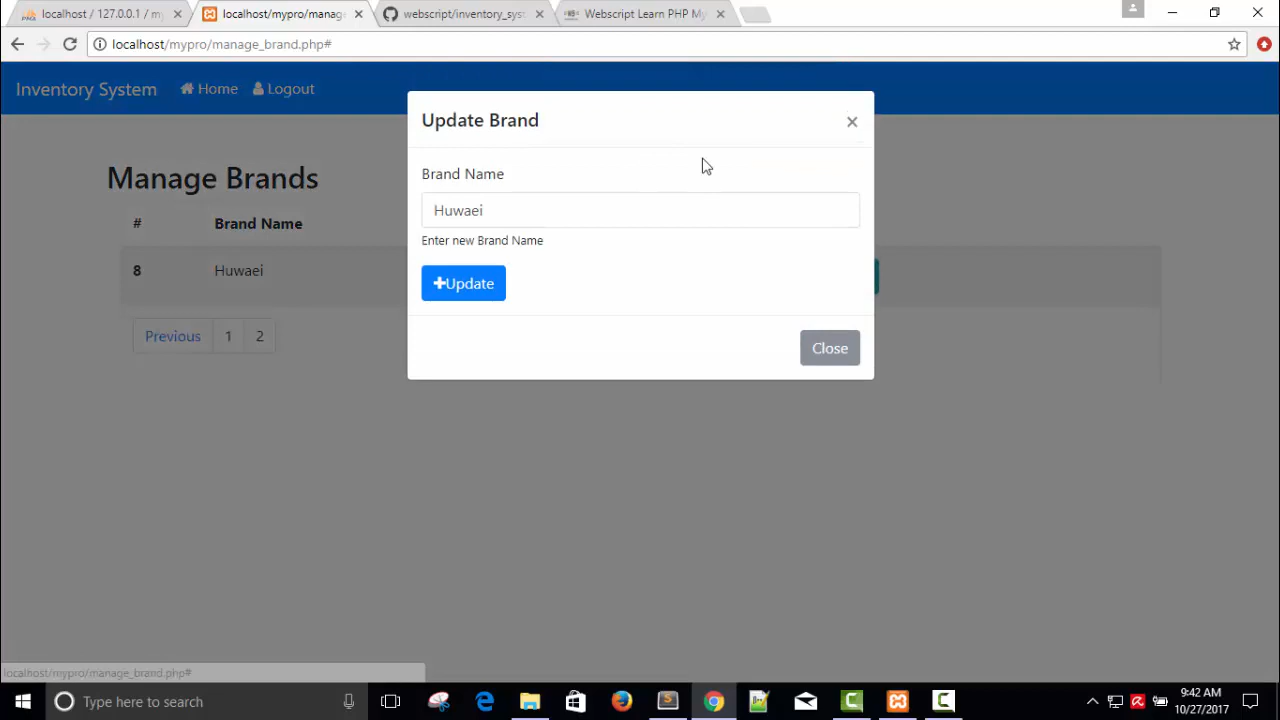 localhost / 127.0.0.1 / my
localhost/mypro/manag
webscript/inventory_sys
Webscript Learn PHP My
localhost/mypro/manage_brand.php#
Inventory System Home Logout
Update Brand
Manage Brands
Brand Name
# Brand Name
Huwaei
Enter new Brand Name
8 Huwaei
Update
Previous 1 2
Close
localhost/mypro/manage_brand.php#
Type here to search
9:42 AM
10/27/2017